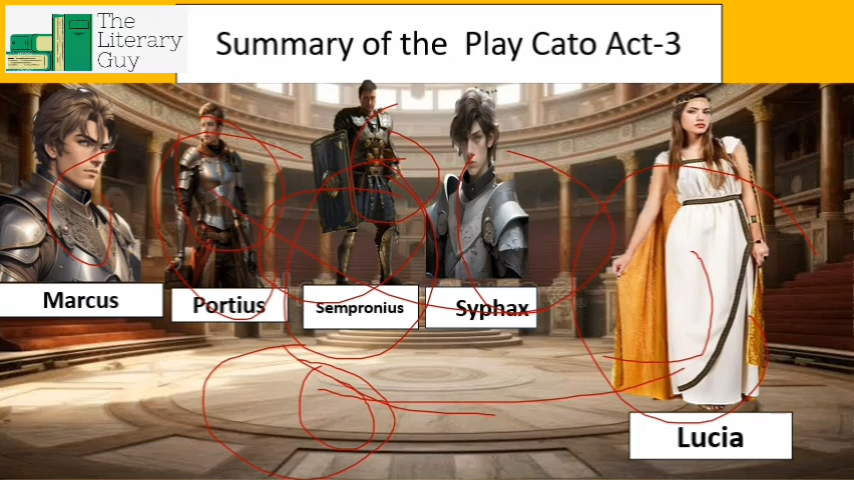 The
Literary
Guy
Summary of the Play Cato Act-3
Marcus
Portius
Sempronius
Syphax
Lucia